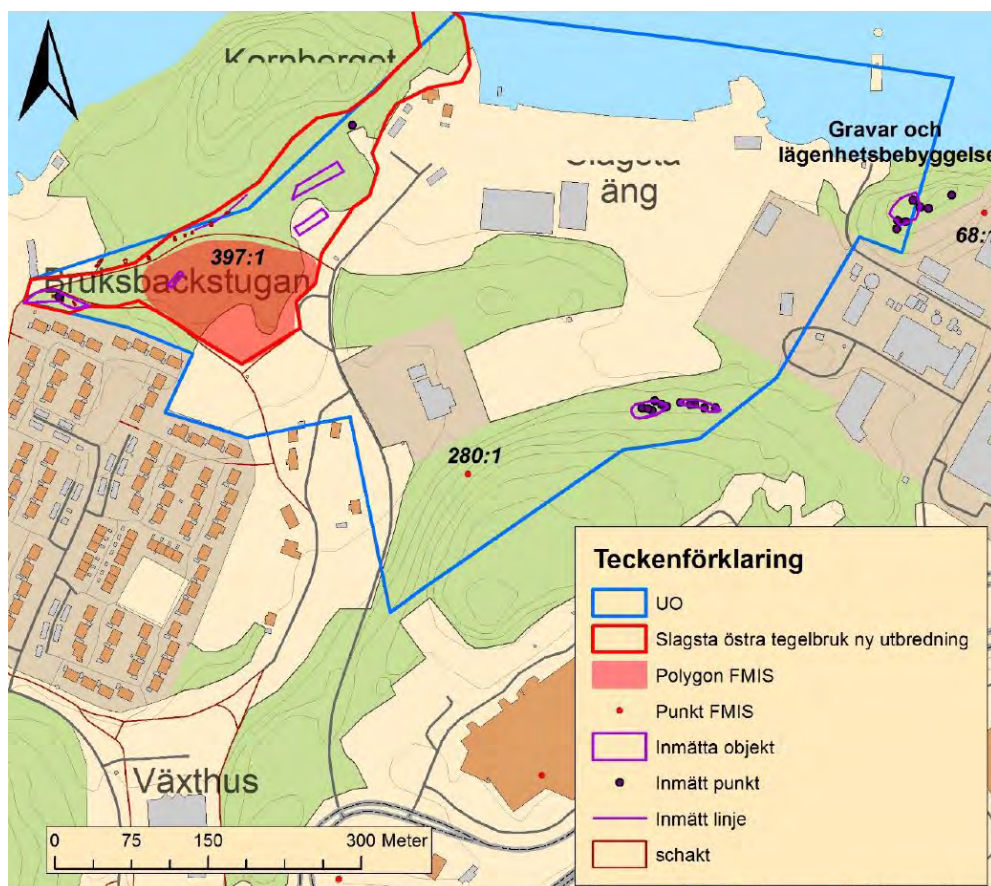 Kornberget
Gravar och
lägenhetsbebyggelse
Slagsta
äng
68:1
397:1
Bruksbackstugan
280:1
Teckenförklaring
UO
Slagsta östra tegelbruk ny utbredning
Polygon FMIS
Punkt FMIS
Inmätta objekt
Inmätt punkt
Inmätt linje
schakt
Växthus
0 75 150 300 Meter